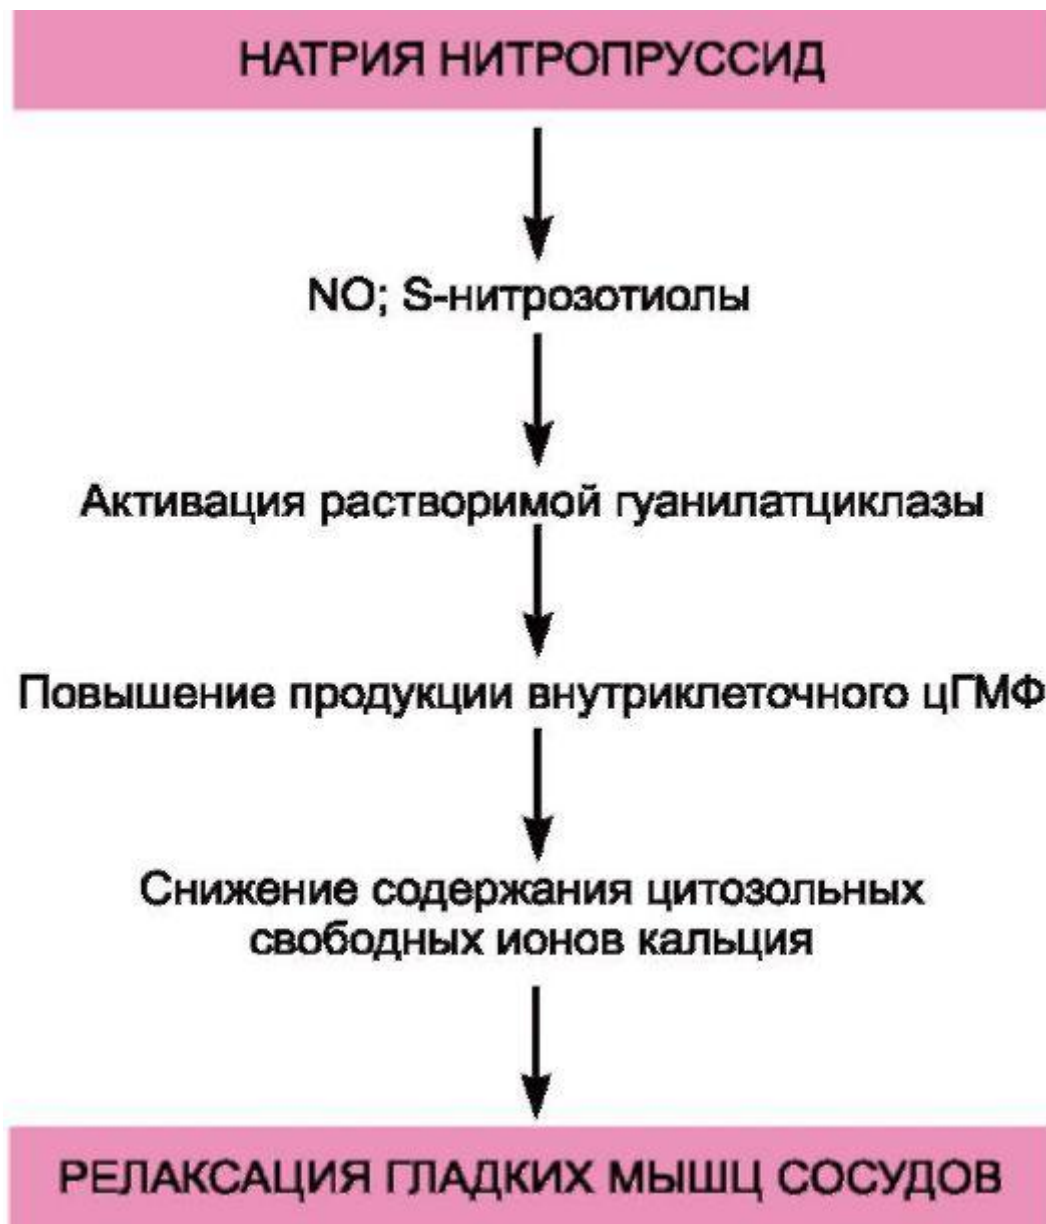 НАТРИЯ НИТРОПРУССИД
NO; S-нитрозотиолы
Активация растворимой гуанилатциклазы
Повышение продукции внутриклеточного цГМФ
Снижение содержания цитозольных
свободных ионов кальция
РЕЛАКСАЦИЯ ГЛАДКИХ МЫШЦ СОСУДОВ